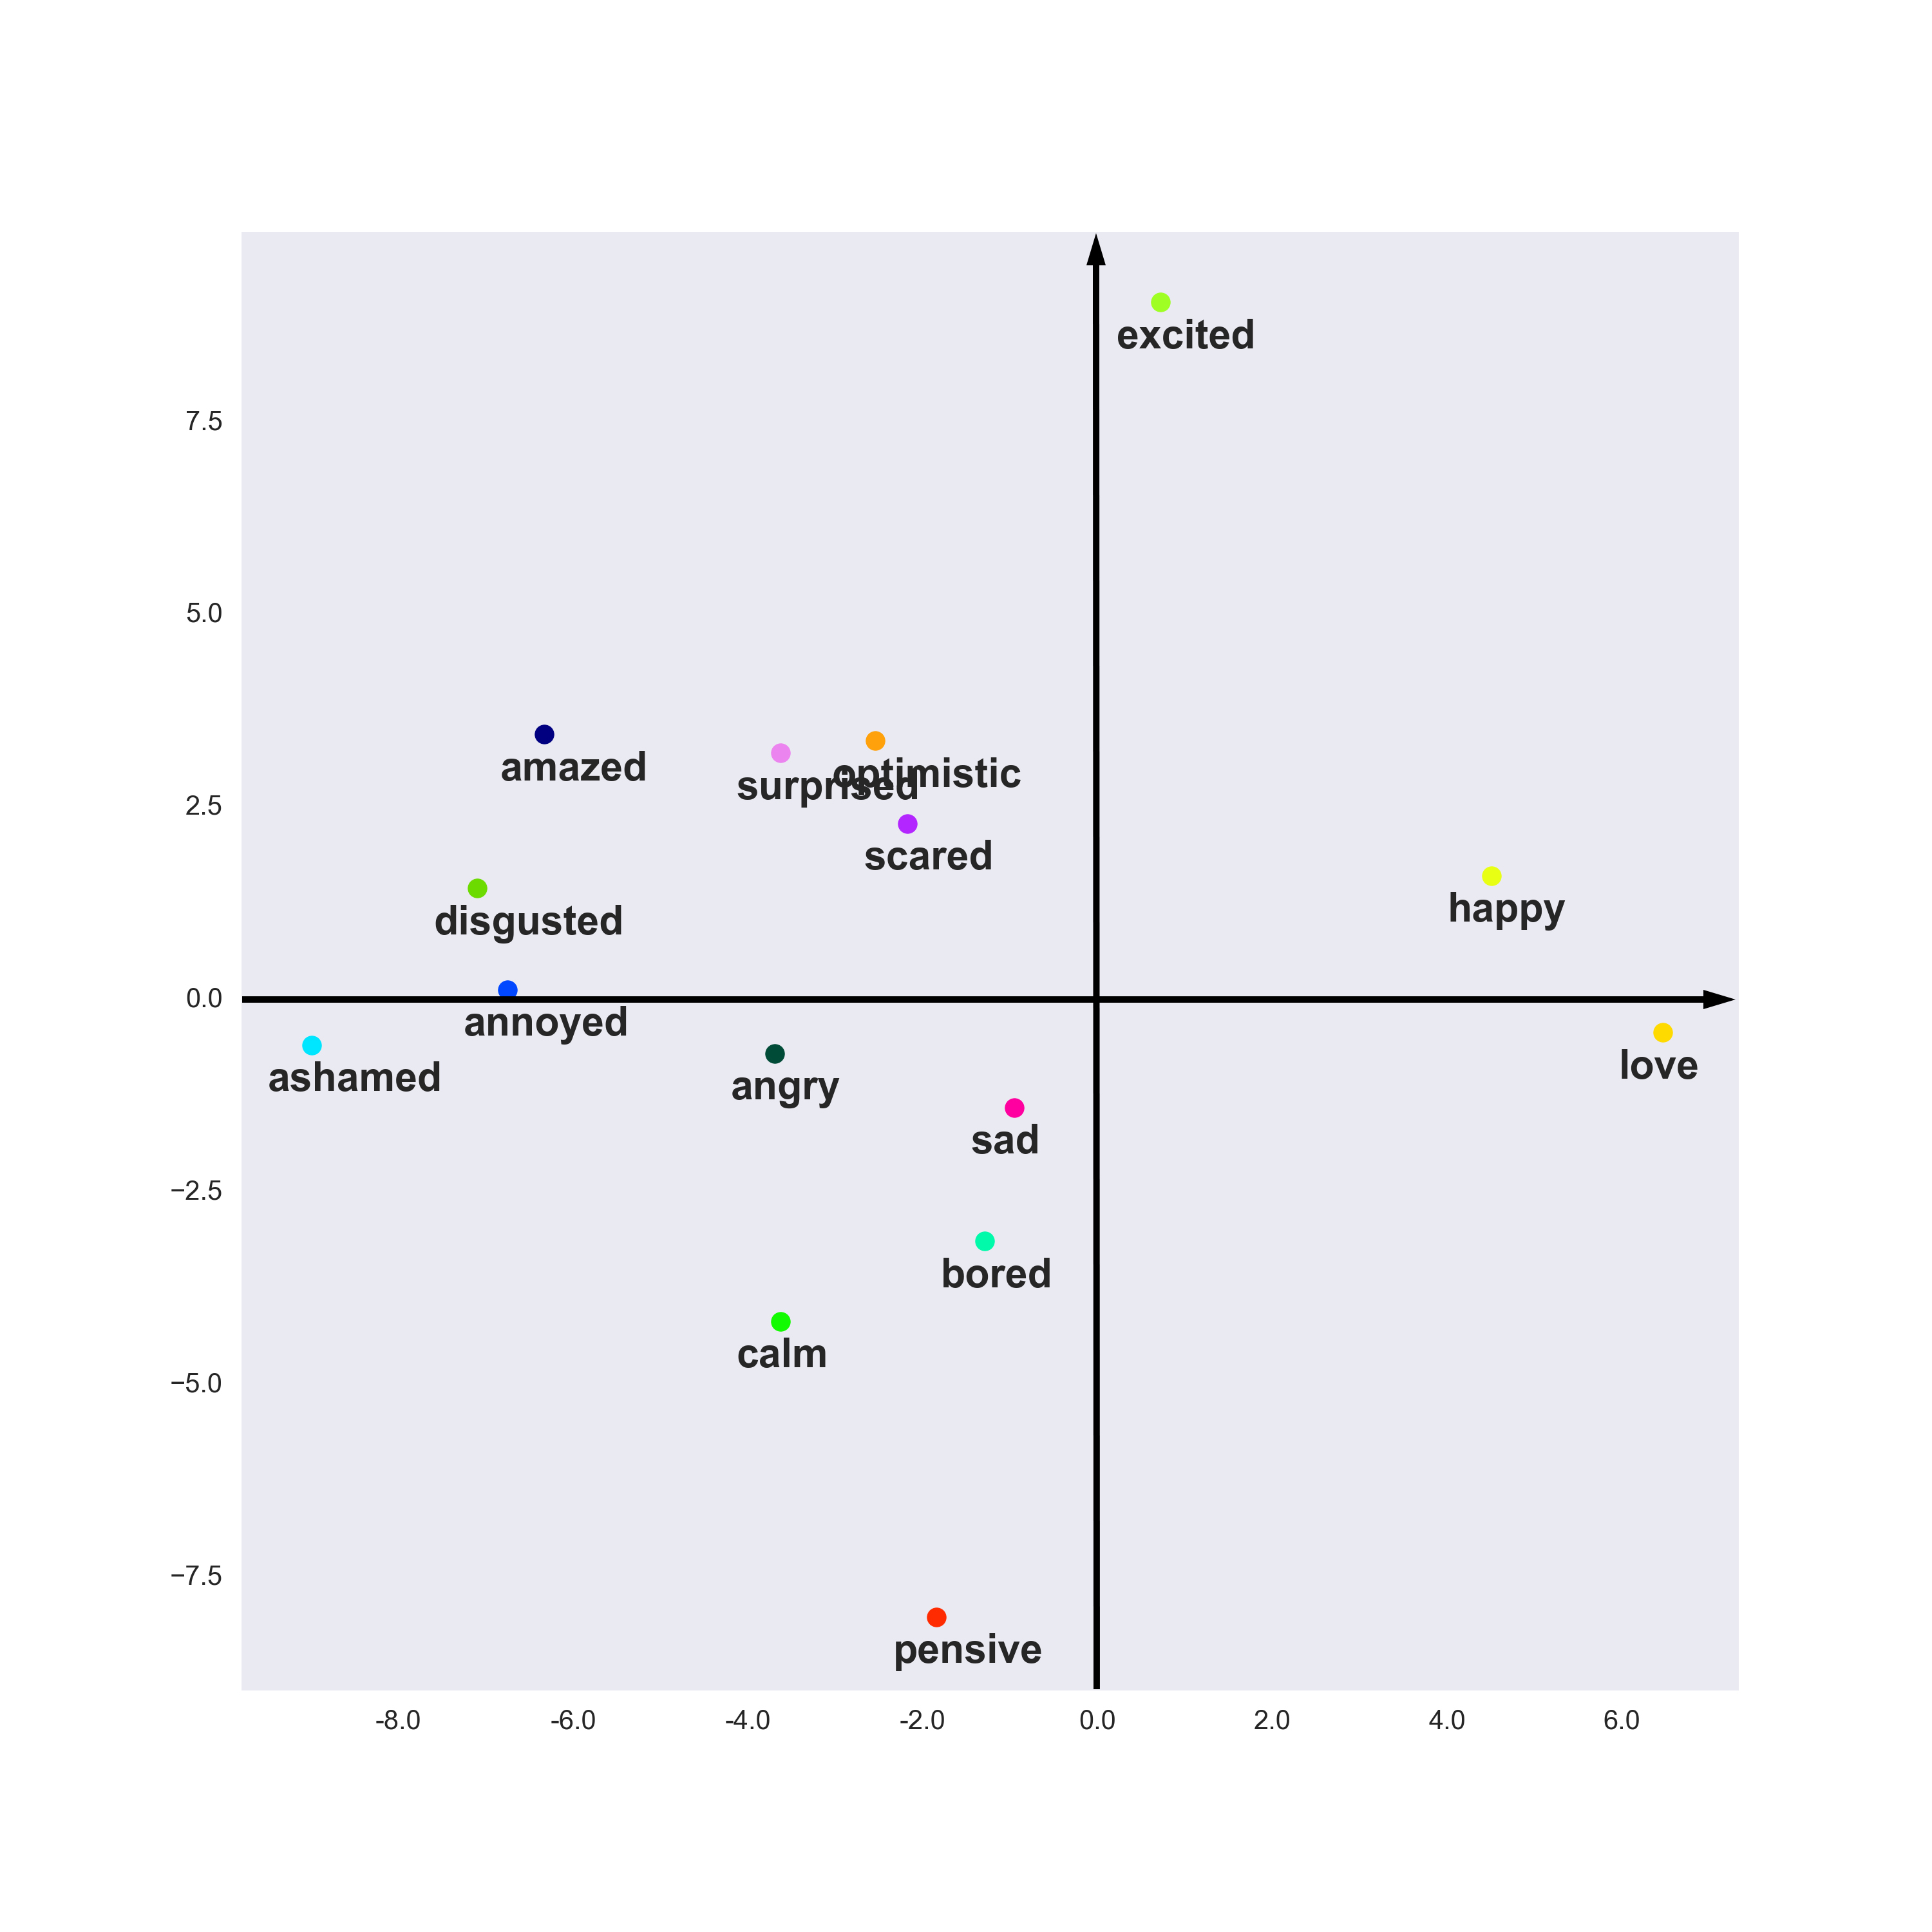 excited
7.5
5.0
amazed
optimistic
surprised
2.5
scared
happy
disgusted
0.0
annoyed
love
ashamed
angry
sad
−2.5
bored
calm
−5.0
−7.5
pensive
-8.0 -6.0 -4.0 -2.0 0.0 2.0 4.0 6.0